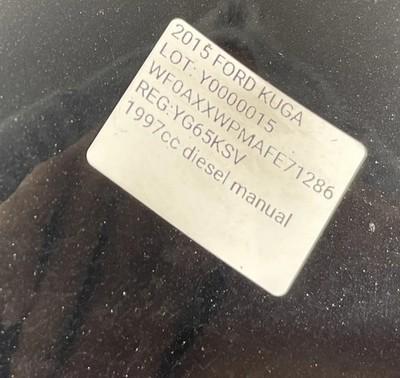 2015 FORD KUGA
LOT: Y0000015
WF0AXXWPMAFE71286
REG:YG65KSV
1997cc diesel manual